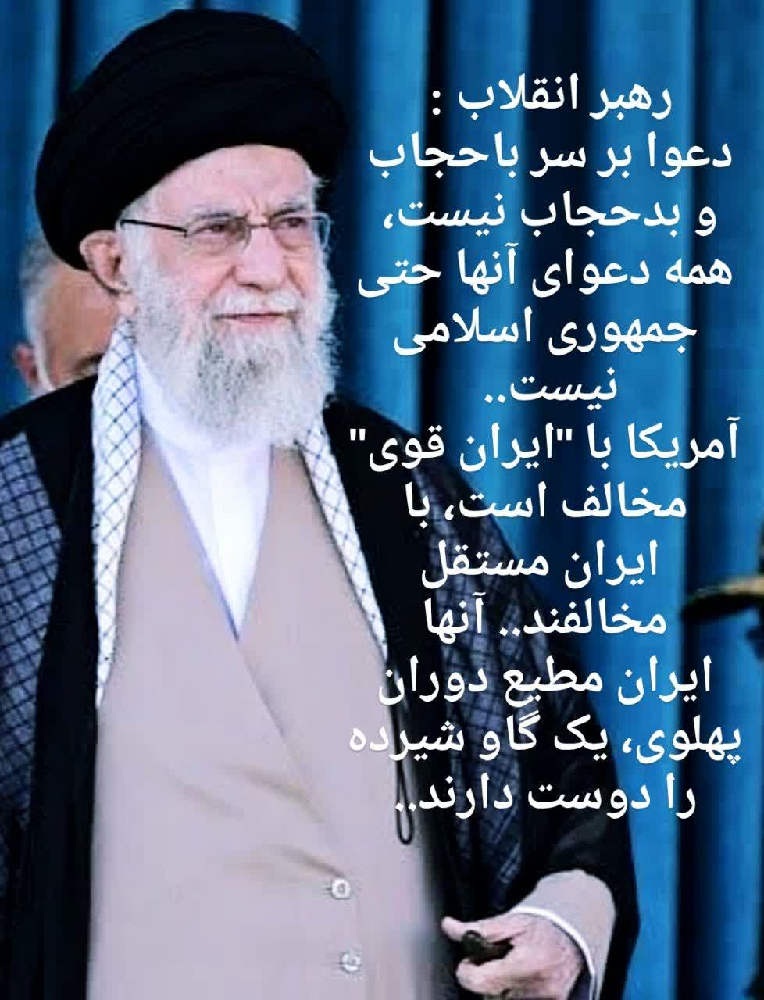 رهبر انقلاب :
دعوا بر سر باحجاب
و بدحجاب نیست،
همه دعوای آنها حتی
جمهوری اسلامی
نیست..
آمریکا با "ایران قوی"
مخالف است، با
ایران مستقل
مخالفند.. آنها
ایران مطیع دوران
پهلوی، یک گاو شیرده
را دوست دارند..